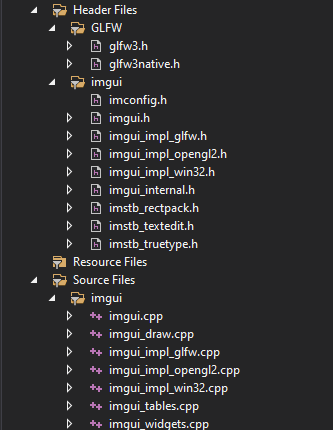 Header Files
GLFW
glfw3.h
glfw3native.h
imgui
imconfig.h
imgui.h
imgui_impl_glfw.h
imgui_impl_opengl2.h
imgui_impl_win32.h
imgui_internal.h
imstb_rectpack.h
imstb_textedit.h
imstb_truetype.h
Resource Files
Source Files
imgui
imgui.cpp
imgui_draw.cpp
imgui_impl_glfw.cpp
imgui_impl_opengl2.cpp
imgui_impl_win32.cpp
imgui_tables.cpp
imgui_widgets.cpp